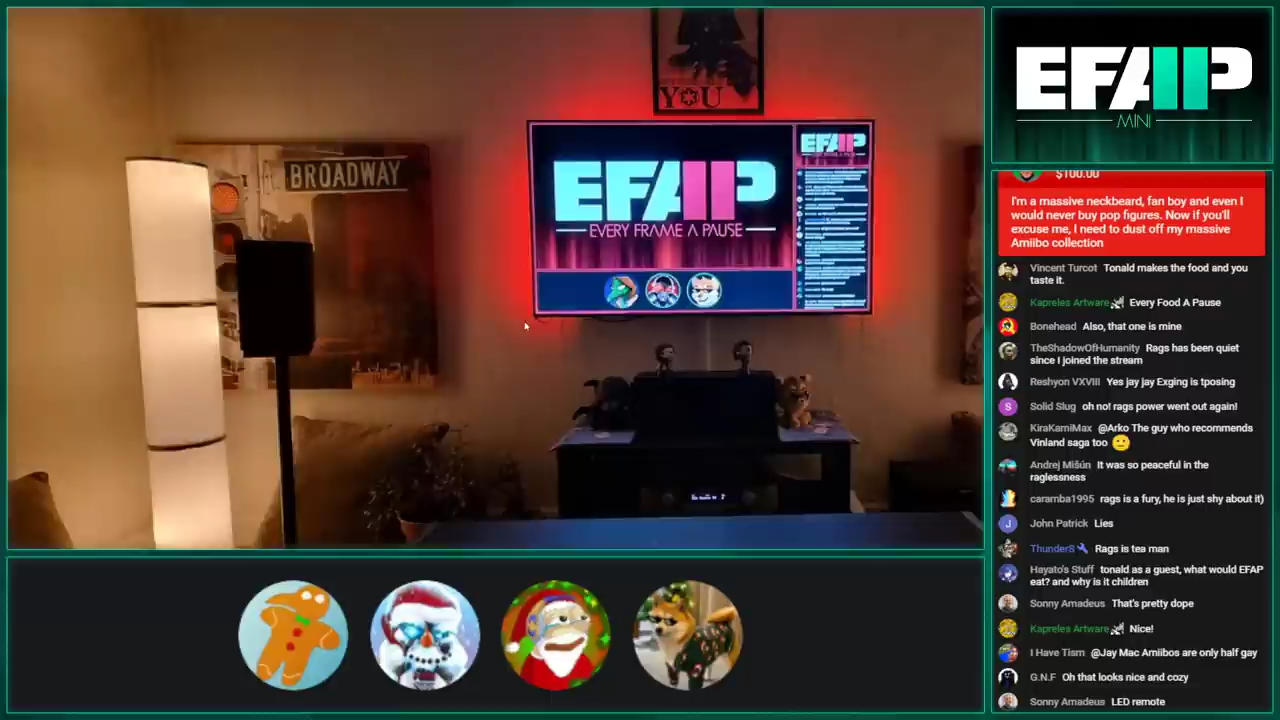 YOU
BROADWAY
EFAP
EVERY FRAME A PAUSE
EFAP
EFAP
MINI
$100.00
I'm a massive neckbeard, fan boy and even I
would never buy pop figures. Now if you'll
excuse me, I need to dust off my massive
Amiibo collection
Vincent Turcot Tonald makes the food and you
taste it.
Kapreles Artware Every Food A Pause
Bonehead Also, that one is mine
TheShadowOfHumanity Rags has been quiet
since I joined the stream
Reshyon VXVIII Yes jay jay Exging is tposing
S Solid Slug oh no! rags power went out again!
KiraKamiMax @Arko The guy who recommends
Vinland saga too
Andrej Mišún It was so peaceful in the
raglessness
caramba1995 rags is a fury, he is just shy about it)
J John Patrick Lies
ThunderS Rags is tea man
Hayato's Stuff tonald as a guest, what would EFAP
eat? and why is it children
Sonny Amadeus That's pretty dope
Kapreles Artware Nice!
I Have Tism @Jay Mac Amiibos are only half gay
G.N.F Oh that looks nice and cozy
Sonny Amadeus LED remote